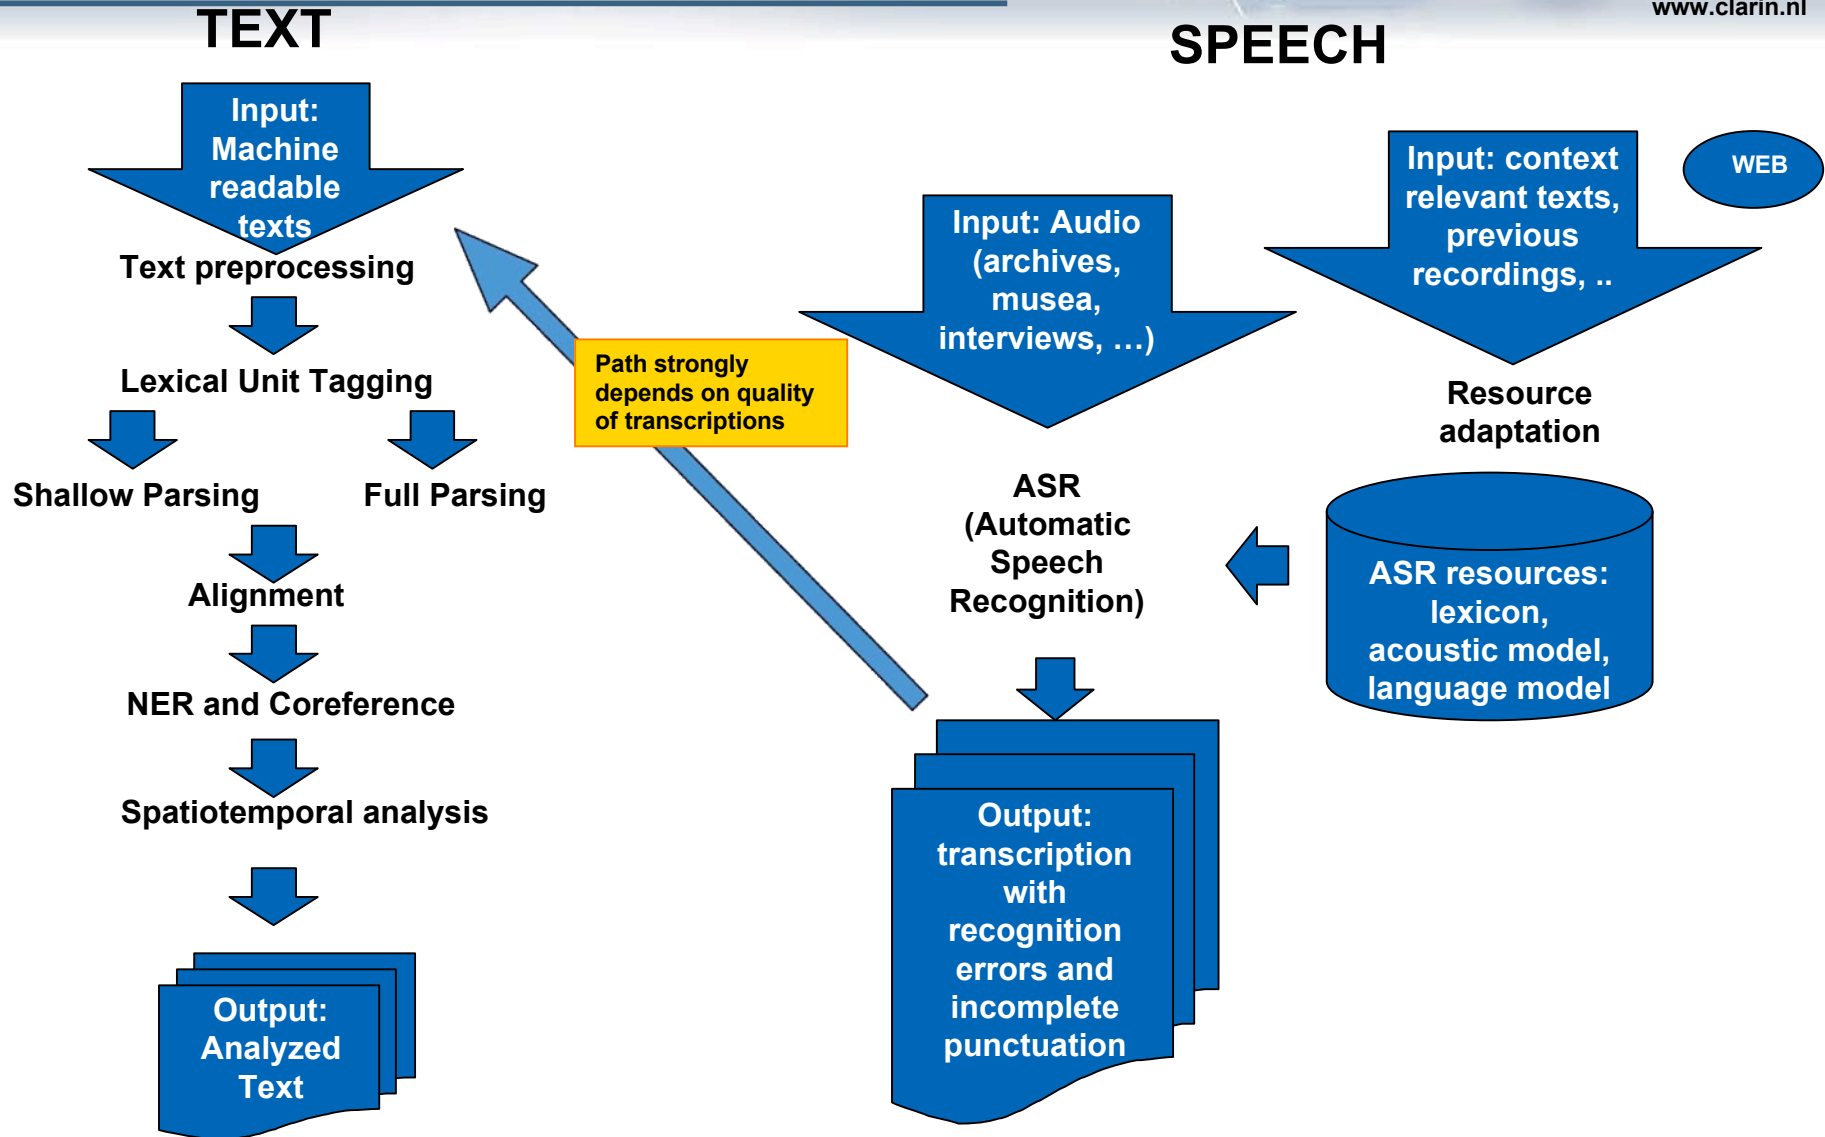 www.clarin.nl
TEXT
SPEECH
Input:
Machine
readable
texts
Text preprocessing
Lexical Unit Tagging
Shallow Parsing
Full Parsing
Alignment
NER and Coreference
Spatiotemporal analysis
Output:
Analyzed
Text
Path strongly
depends on quality
of transcriptions
Input: Audio
(archives,
musea,
interviews, …)
ASR
(Automatic
Speech
Recognition)
Output:
transcription
with
recognition
errors and
incomplete
punctuation
Input: context
relevant texts,
previous
recordings, ..
WEB
Resource
adaptation
ASR resources:
lexicon,
acoustic model,
language model